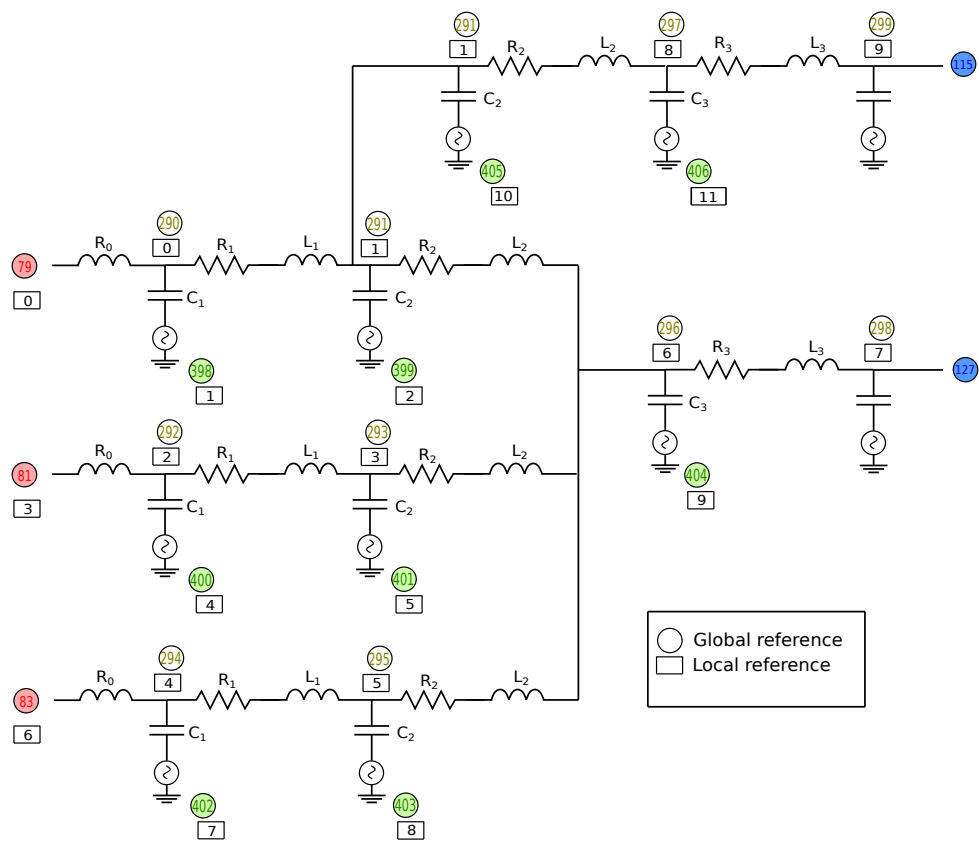 291 297 299
1 R2 L2 8 R3 L3 9
115
C2 C3
405 406
10 11
290 291
R0 0 R1 L1 1 R2 L2
79
0 C1 C2
398 399
1 2
296 298
6 R3 L3 7
127
C3
404
9
292 293
R0 2 R1 L1 3 R2 L2
81
3 C1 C2
400 401
4 5
294 295
R0 4 R1 L1 5 R2 L2
83
6 C1 C2
402 403
7 8
Global reference
Local reference